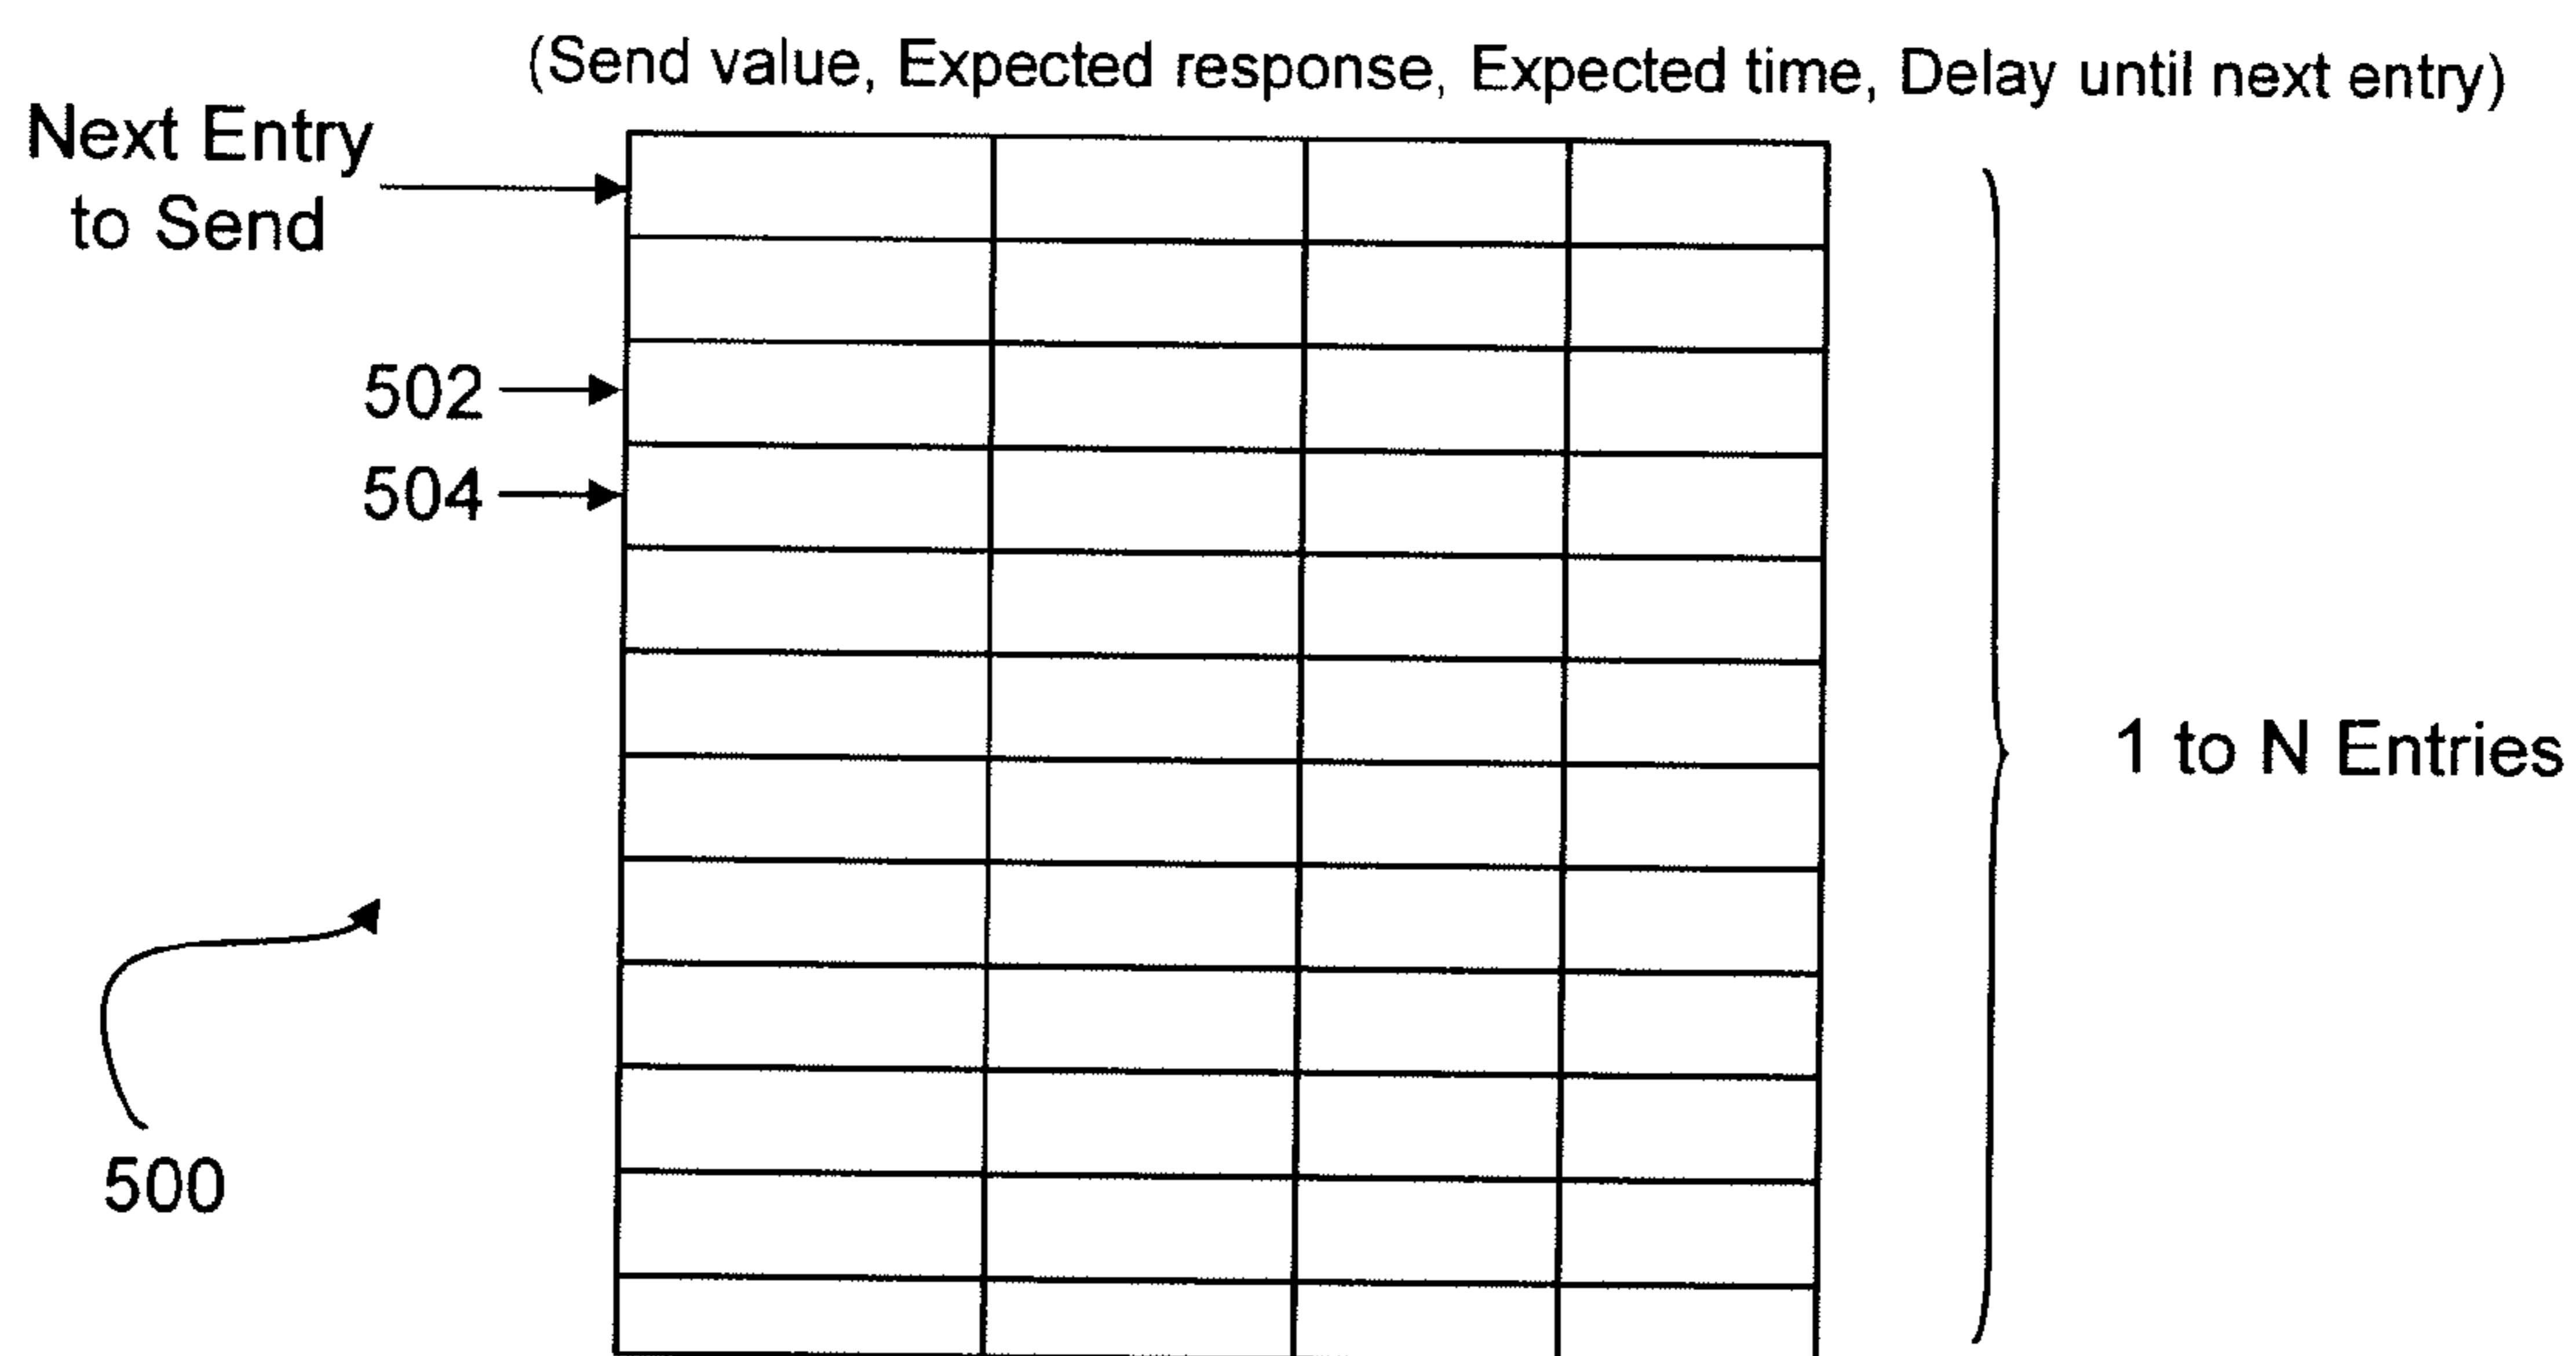 (Send value, Expected response, Expected time, Delay until next entry)
Next Entry
to Send
502
504
1 to N Entries
500